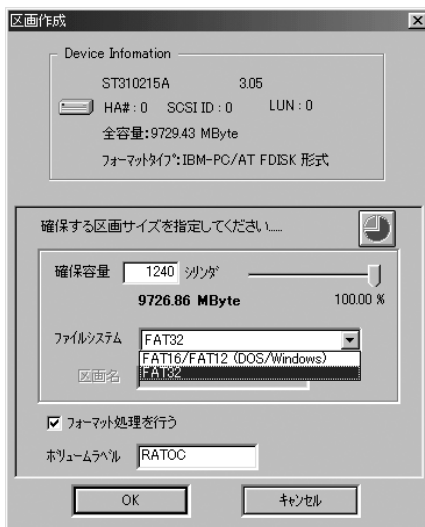 区画作成
Device Infomation
ST310215A 3.05
HA# : 0 SCSI ID : 0 LUN : 0
全容量:9729.43 MByte
フォーマットタイプ:IBM-PC/AT FDISK 形式
確保する区画サイズを指定してください.....
確保容量 1240 シリンダ
9726.86 MByte 100.00 %
ファイルシステム FAT32
FAT16/FAT12 (DOS/Windows)
区画名 FAT32
フォーマット処理を行う
ボリュームラベル RATOC
OK キャンセル